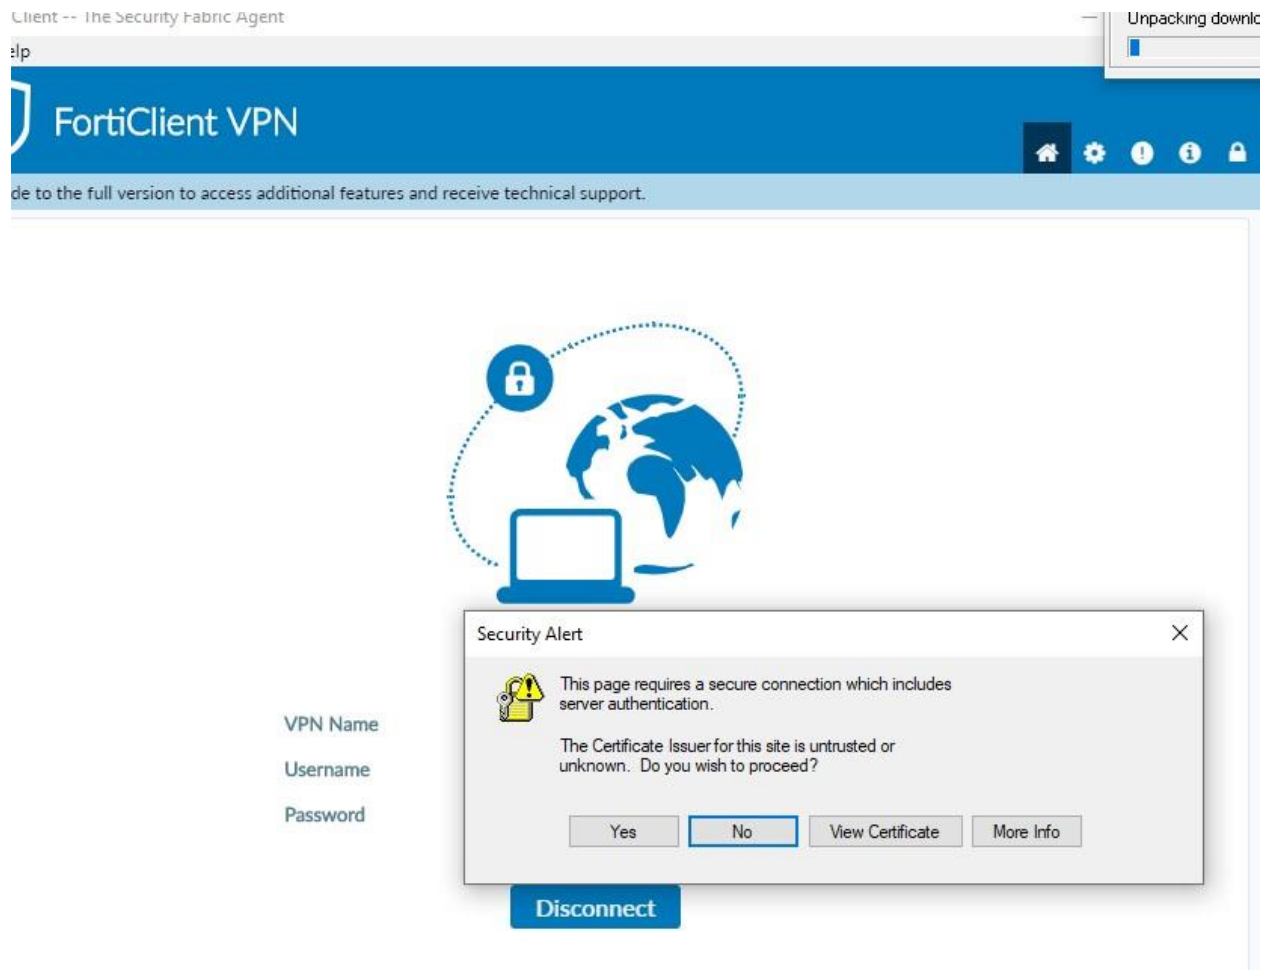 Client -- The Security Fabric Agent
Unpacking downlo
elp
FortiClient VPN
de to the full version to access additional features and receive technical support.
Security Alert
This page requires a secure connection which includes
server authentication.
The Certificate Issuer for this site is untrusted or
unknown. Do you wish to proceed?
VPN Name
Username
Password
Yes No View Certificate More Info
Disconnect